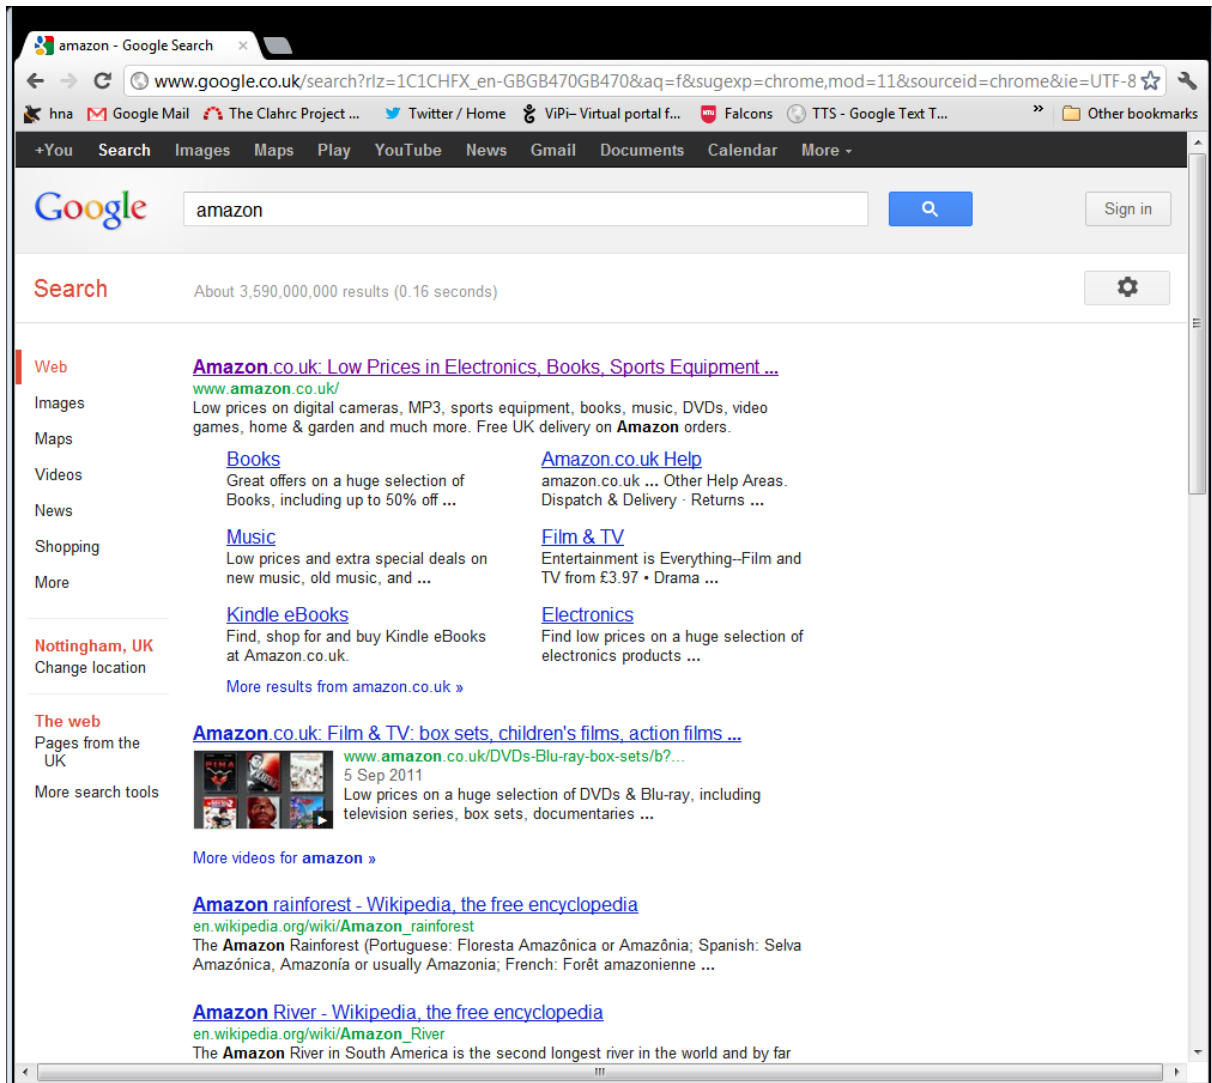 amazon - Google Search
www.google.co.uk/search?rlz=1C1CHFX_en-GBGB470GB470&aq=f&sugexp=chrome,mod=11&sourceid=chrome&ie=UTF-8
hna Google Mail The Clahrc Project ... Twitter / Home ViPi– Virtual portal f... Falcons TTS - Google Text T... » Other bookmarks
+You Search Images Maps Play YouTube News Gmail Documents Calendar More
Google amazon Sign in
Search About 3,590,000,000 results (0.16 seconds)
Web
Images
Maps
Videos
News
Shopping
More
Nottingham, UK
Change location
The web
Pages from the
UK
More search tools
Amazon.co.uk: Low Prices in Electronics, Books, Sports Equipment ...
www.amazon.co.uk/
Low prices on digital cameras, MP3, sports equipment, books, music, DVDs, video
games, home & garden and much more. Free UK delivery on Amazon orders.
Books
Great offers on a huge selection of
Books, including up to 50% off ...
Amazon.co.uk Help
amazon.co.uk ... Other Help Areas.
Dispatch & Delivery · Returns ...
Music
Low prices and extra special deals on
new music, old music, and ...
Film & TV
Entertainment is Everything--Film and
TV from £3.97 • Drama ...
Kindle eBooks
Find, shop for and buy Kindle eBooks
at Amazon.co.uk.
Electronics
Find low prices on a huge selection of
electronics products ...
More results from amazon.co.uk »
Amazon.co.uk: Film & TV: box sets, children's films, action films ...
www.amazon.co.uk/DVDs-Blu-ray-box-sets/b?...
5 Sep 2011
Low prices on a huge selection of DVDs & Blu-ray, including
television series, box sets, documentaries ...
More videos for amazon »
Amazon rainforest - Wikipedia, the free encyclopedia
en.wikipedia.org/wiki/Amazon_rainforest
The Amazon Rainforest (Portuguese: Floresta Amazônica or Amazônia; Spanish: Selva
Amazónica, Amazonía or usually Amazonia; French: Forêt amazonienne ...
Amazon River - Wikipedia, the free encyclopedia
en.wikipedia.org/wiki/Amazon_River
The Amazon River in South America is the second longest river in the world and by far